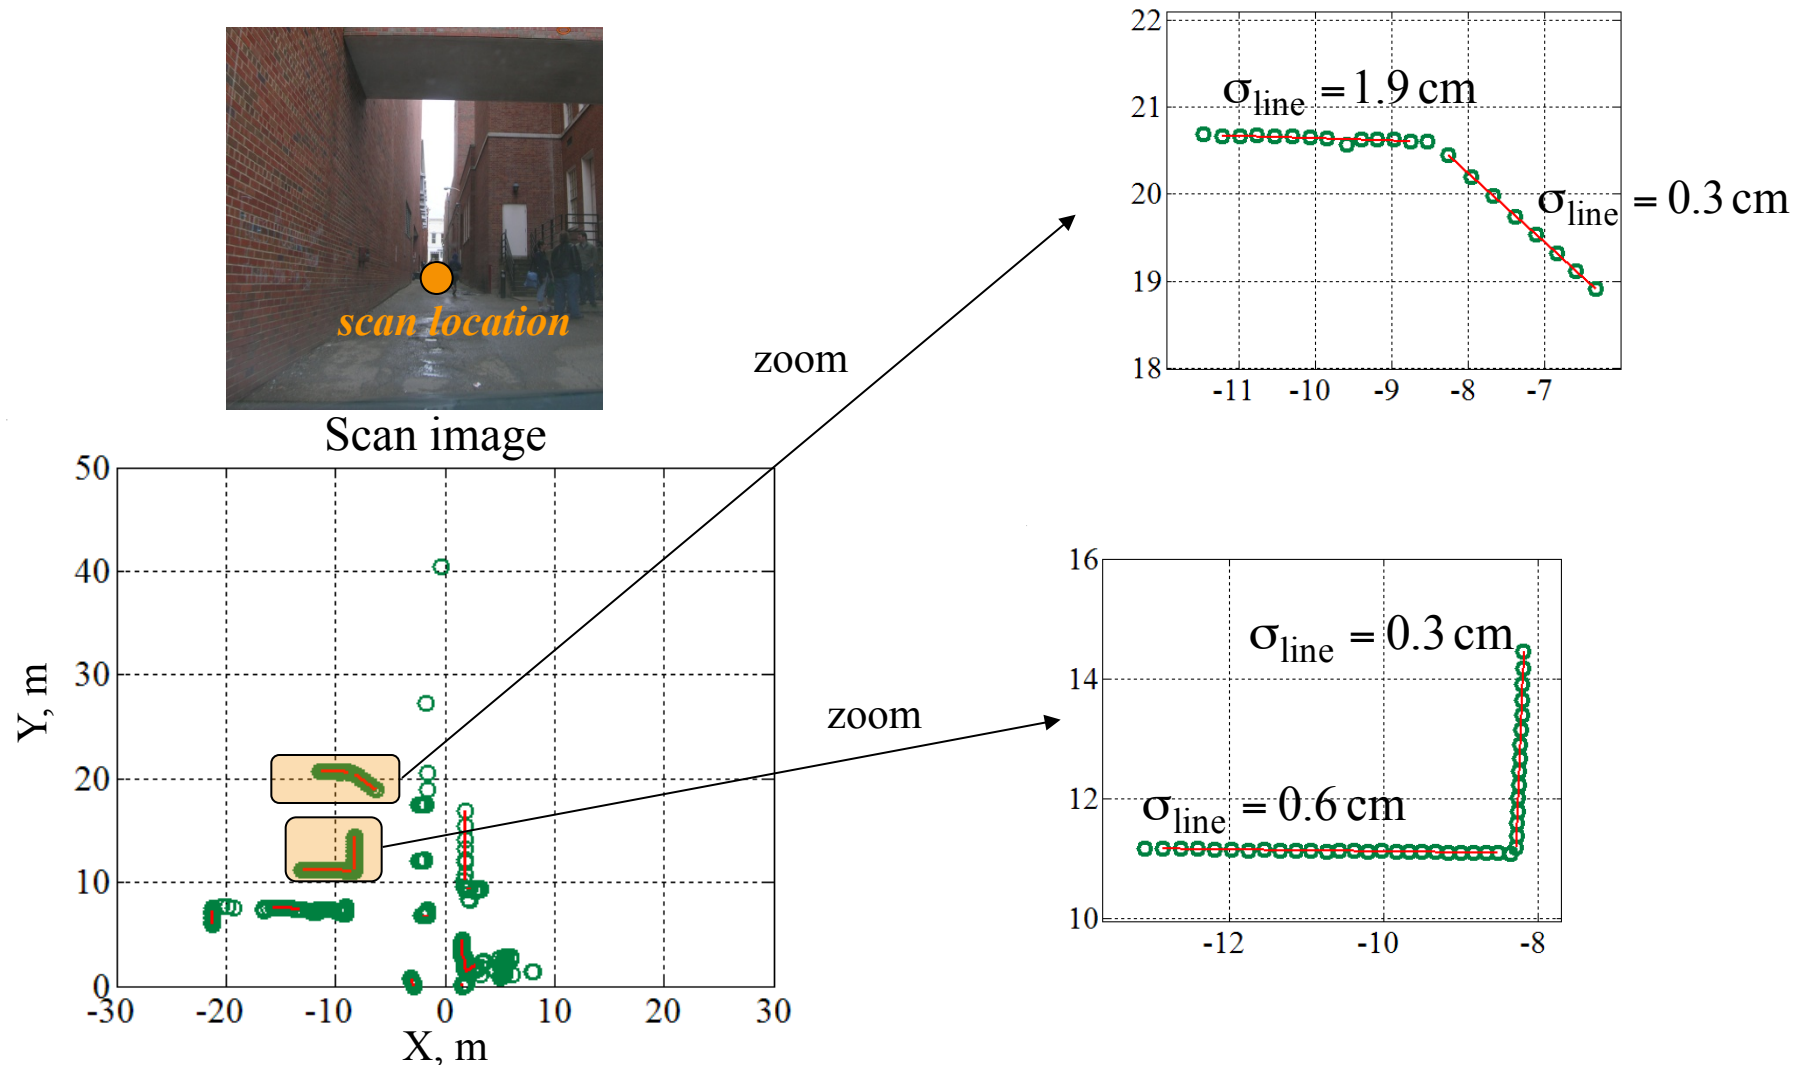 scan location
Scan image
zoom
zoom
50
40
30
20
10
0
-30 -20 -10 0 10 20 30
Y, m
X, m
22
21
20
19
18
-11 -10 -9 -8 -7
σline = 1.9 cm
σline = 0.3 cm
16
14
12
10
-12 -10 -8
σline = 0.3 cm
σline = 0.6 cm